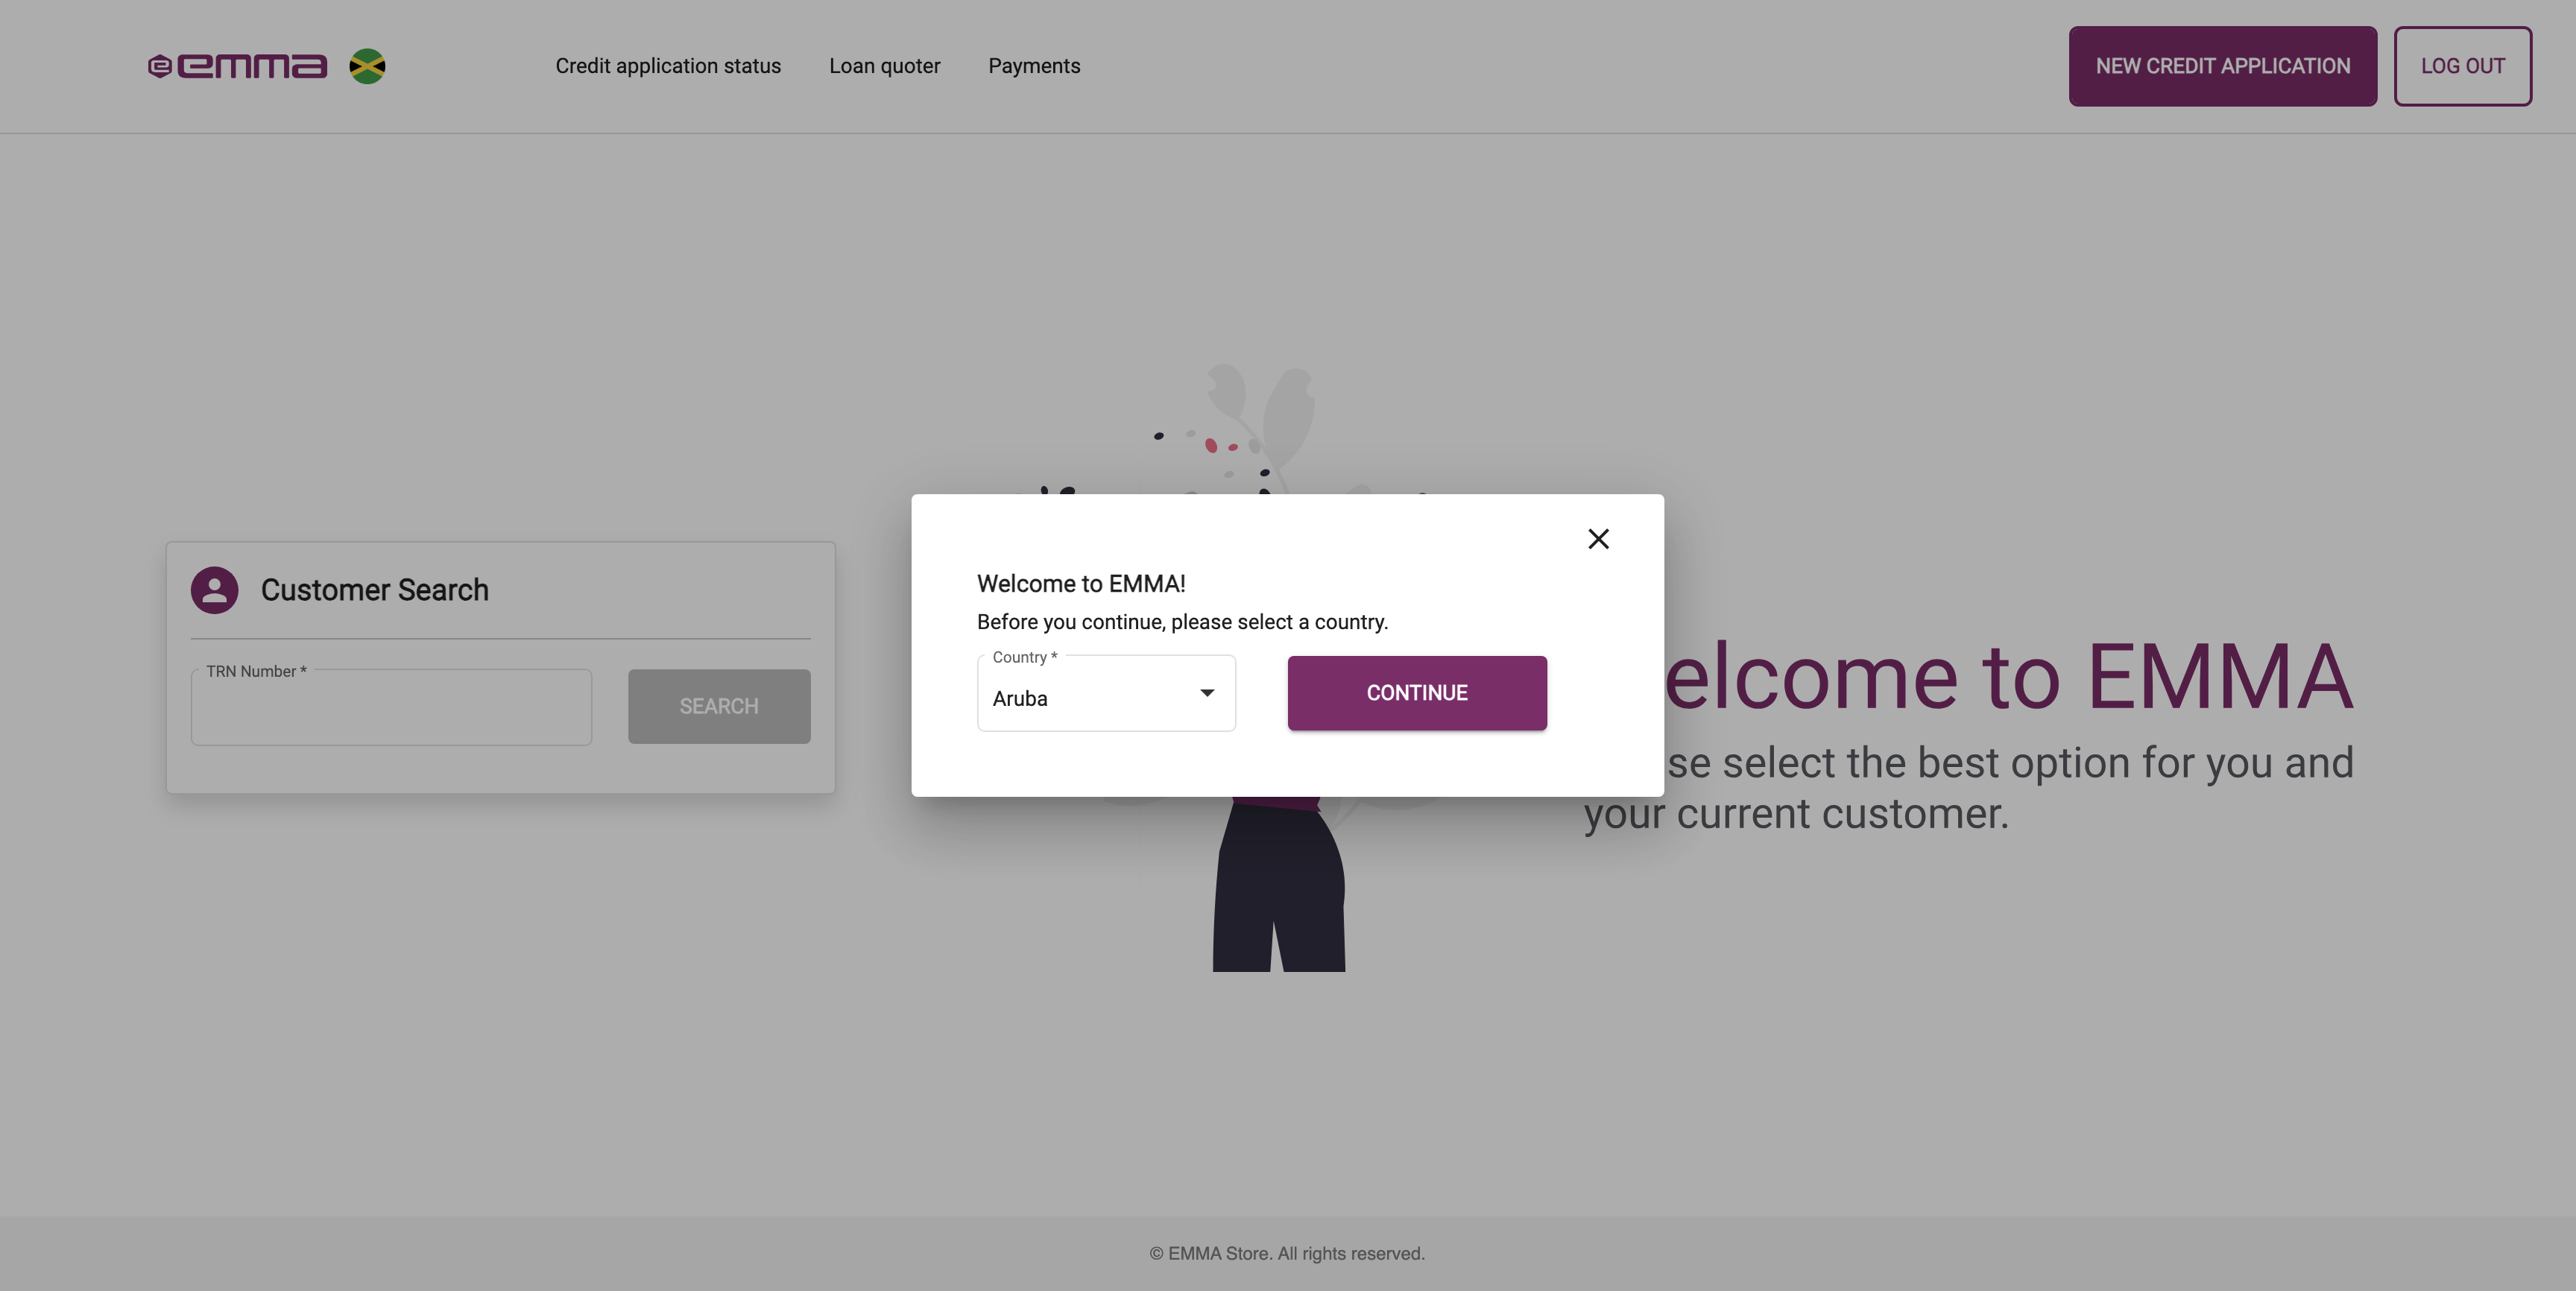 emma
Credit application status
Loan quoter
Payments
NEW CREDIT APPLICATION
LOG OUT
Customer Search
TRN Number *
SEARCH
Welcome to EMMA!
Before you continue, please select a country.
Country *
Aruba
CONTINUE
elcome to EMMA
se select the best option for you and
your current customer.
© EMMA Store. All rights reserved.